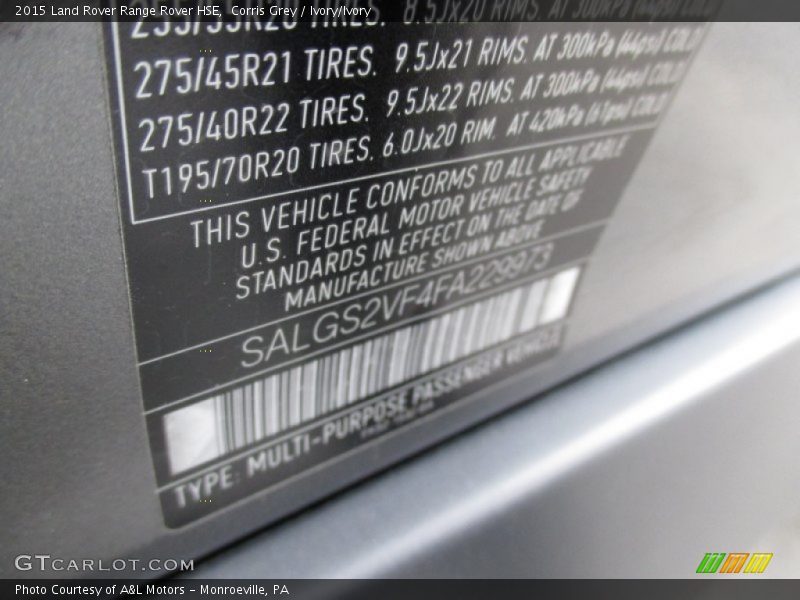 2015 Land Rover Range Rover HSE, Corris Grey / Ivory/Ivory
275/45R21 TIRES. 9.5Jx21 RIMS. AT 300kPa (44psi) COLD
275/40R22 TIRES. 9.5Jx22 RIMS. AT 300kPa (44psi) COLD
T195/70R20 TIRES. 6.0Jx20 RIM. AT 420kPa (61psi) COLD
THIS VEHICLE CONFORMS TO ALL APPLICABLE
U.S. FEDERAL MOTOR VEHICLE SAFETY
STANDARDS IN EFFECT ON THE DATE OF
MANUFACTURE SHOWN ABOVE
SALGS2VF4FA229973
TYPE: MULTI-PURPOSE PASSENGER VEHICLE
GTCARLOT.COM
Photo Courtesy of A&L Motors - Monroeville, PA